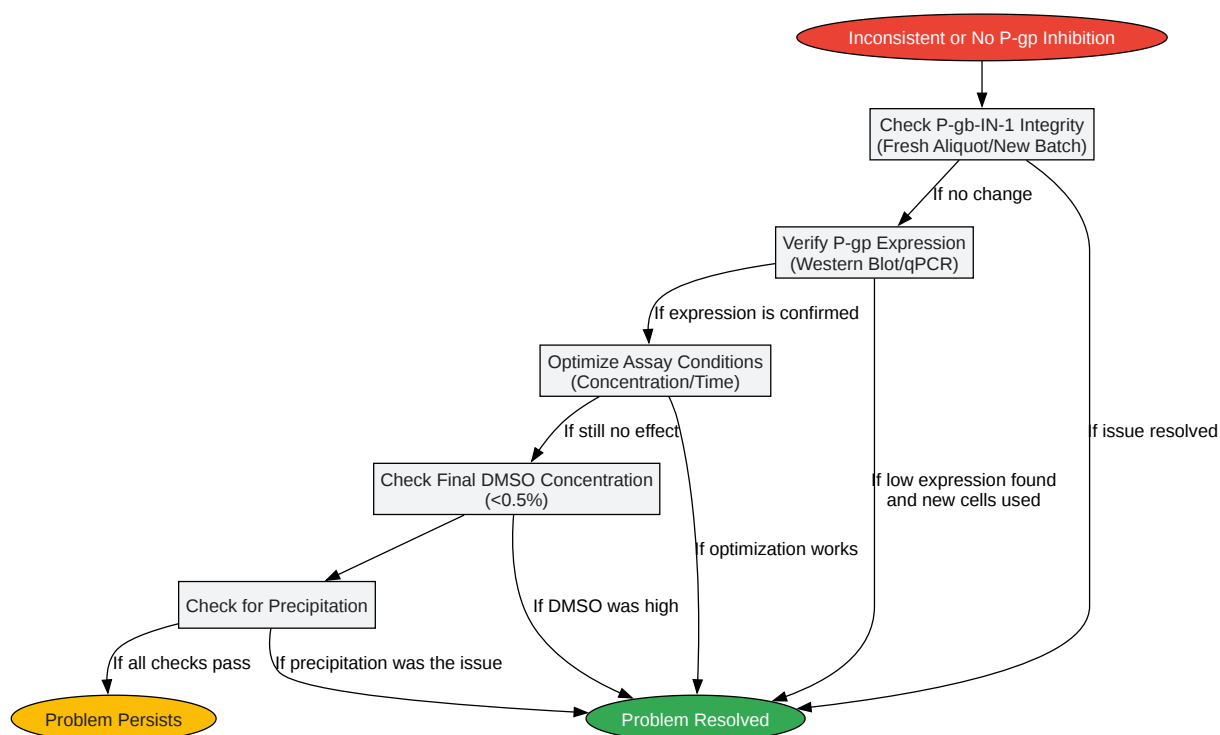 Inconsistent or No P-gp Inhibition
Check P-gb-IN-1 Integrity
(Fresh Aliquot/New Batch)
If no change
Verify P-gp Expression
(Western Blot/qPCR)
If expression is confirmed
Optimize Assay Conditions
(Concentration/Time)
If still no effect
If issue resolved
Check Final DMSO Concentration
(<0.5%)
If low expression found
and new cells used
If optimization works
Check for Precipitation
If DMSO was high
If all checks pass
If precipitation was the issue
Problem Persists
Problem Resolved